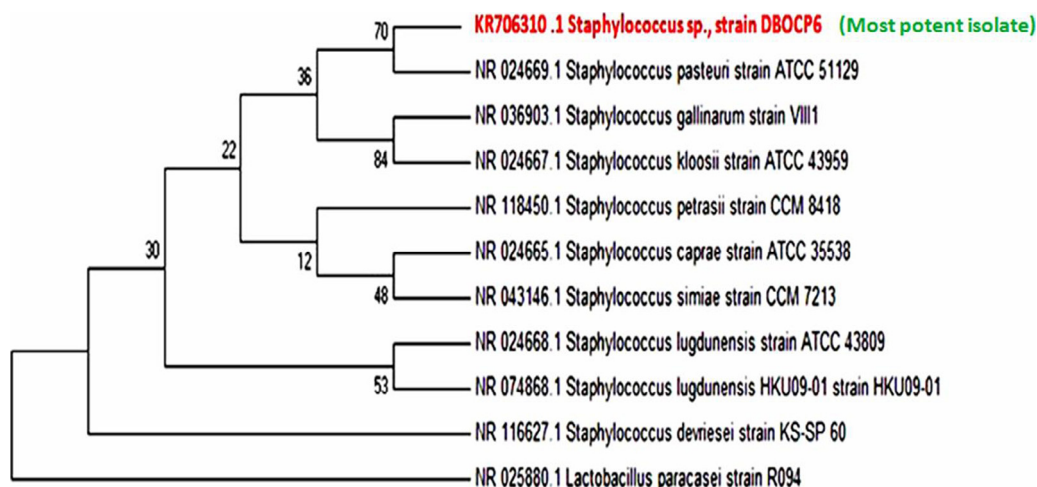 KR706310 .1 Staphylococcus sp., strain DBOCP6 (Most potent isolate)
70
NR 024669.1 Staphylococcus pasteuri strain ATCC 51129
36
NR 036903.1 Staphylococcus gallinarum strain VIII1
84
NR 024667.1 Staphylococcus kloosii strain ATCC 43959
22
NR 118450.1 Staphylococcus petrasii strain CCM 8418
30
12
NR 024665.1 Staphylococcus caprae strain ATCC 35538
48
NR 043146.1 Staphylococcus simiae strain CCM 7213
NR 024668.1 Staphylococcus lugdunensis strain ATCC 43809
53
NR 074868.1 Staphylococcus lugdunensis HKU09-01 strain HKU09-01
NR 116627.1 Staphylococcus devriesei strain KS-SP 60
NR 025880.1 Lactobacillus paracasei strain R094